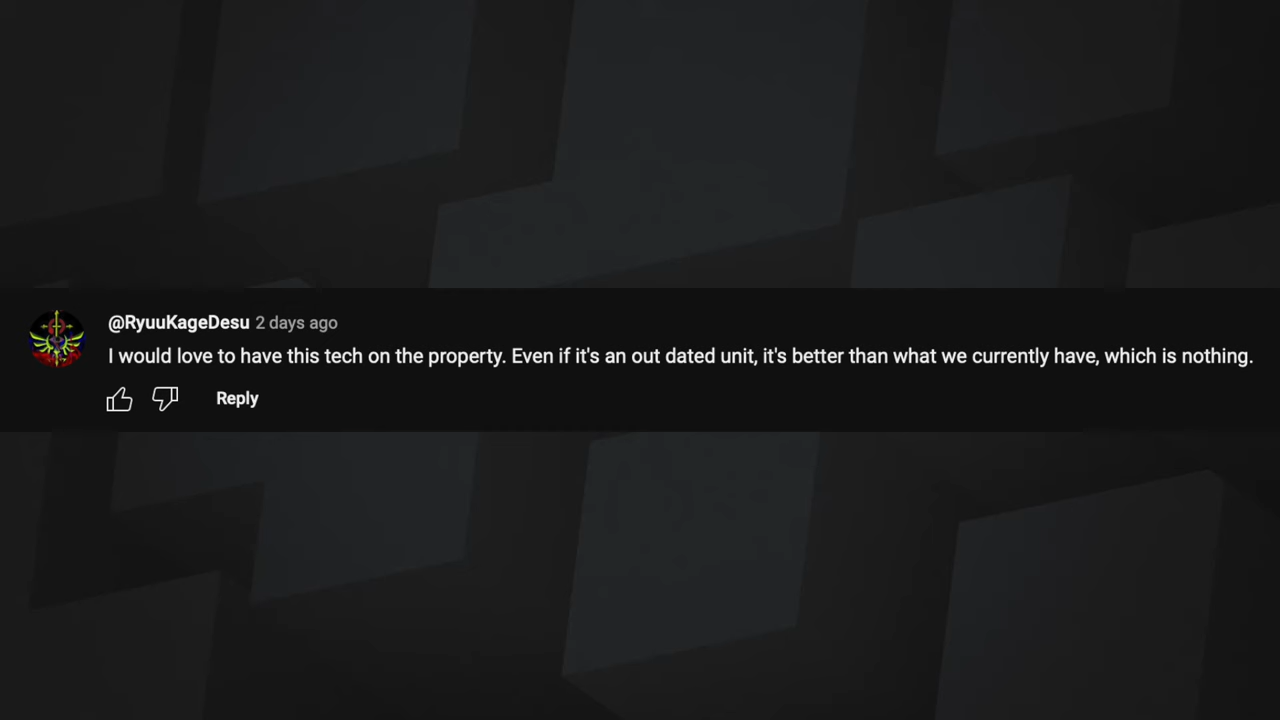 @RyuuKageDesu 2 days ago
I would love to have this tech on the property. Even if it's an out dated unit, it's better than what we currently have, which is nothing.
Reply